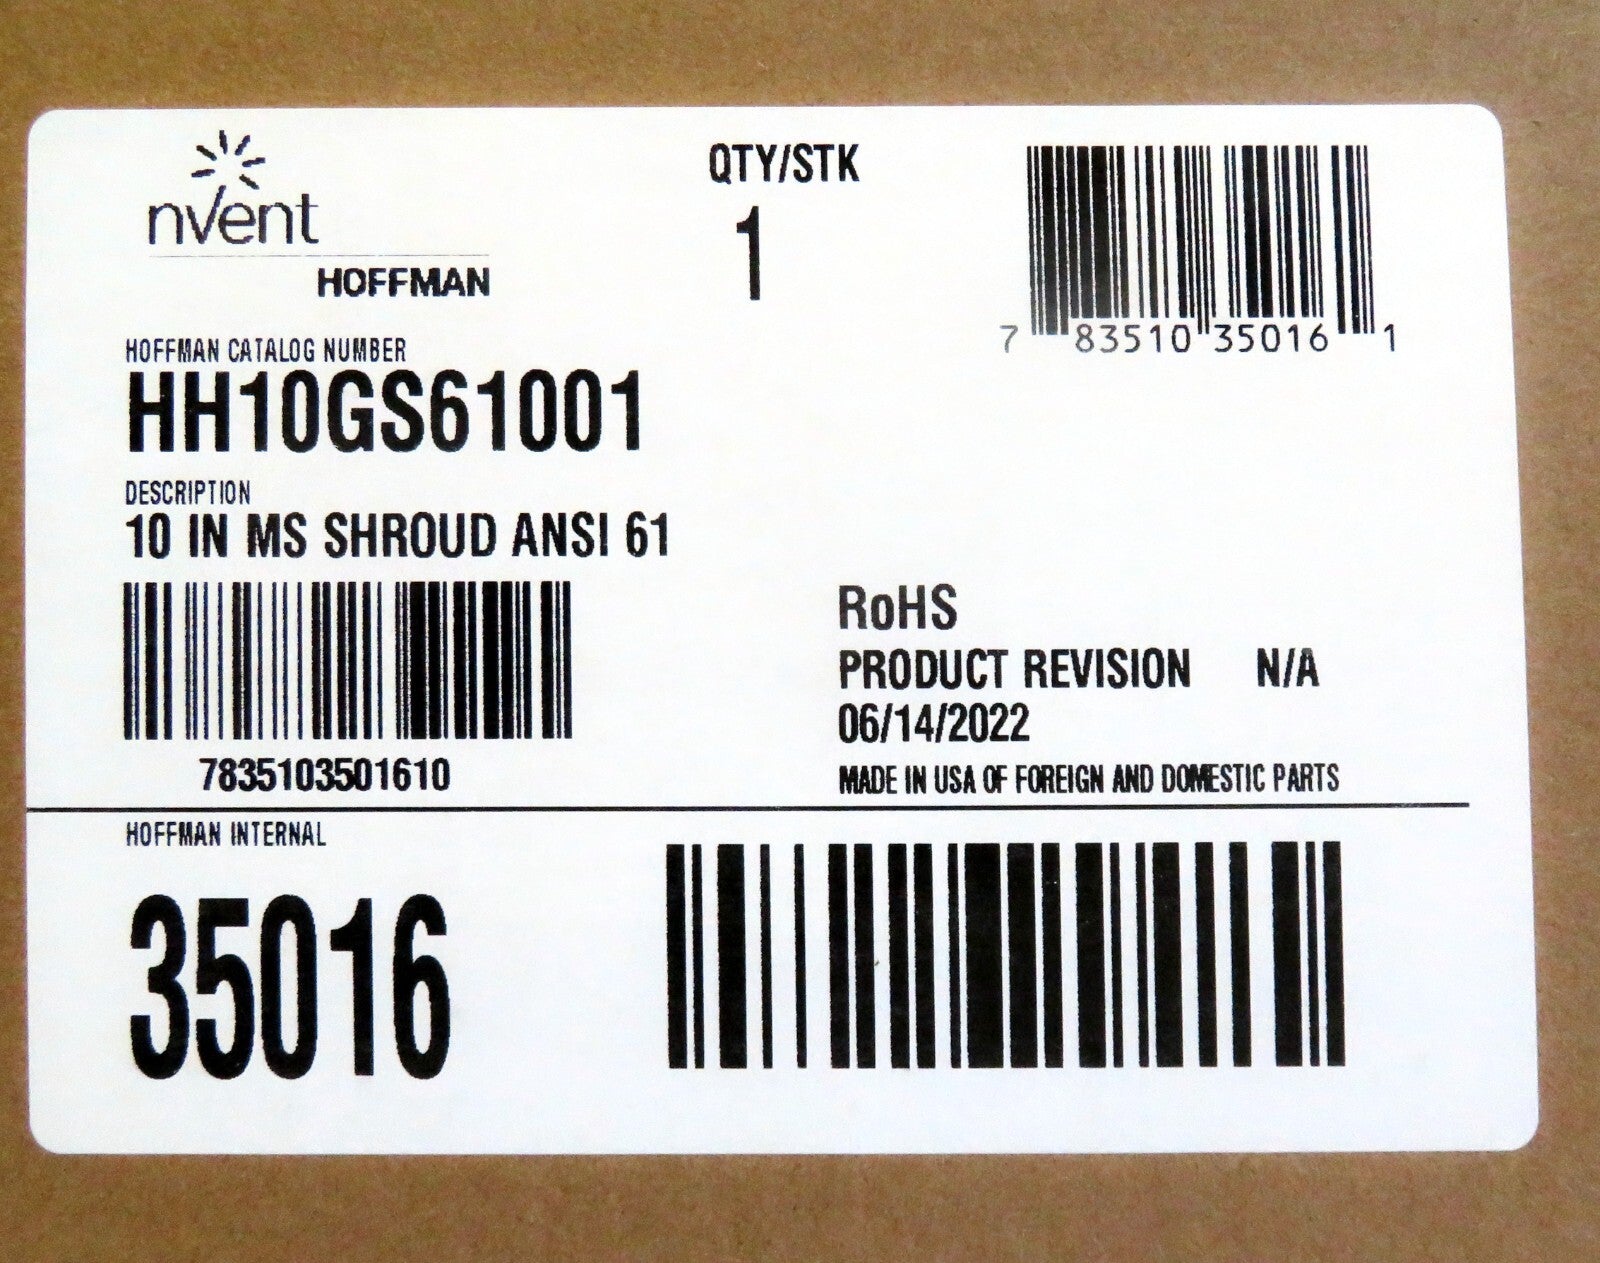 nvent
HOFFMAN
QTY/STK
1
7 83510 35016 1
HOFFMAN CATALOG NUMBER
HH10GS61001
DESCRIPTION
10 IN MS SHROUD ANSI 61
7835103501610
RoHS
PRODUCT REVISION N/A
06/14/2022
MADE IN USA OF FOREIGN AND DOMESTIC PARTS
HOFFMAN INTERNAL
35016